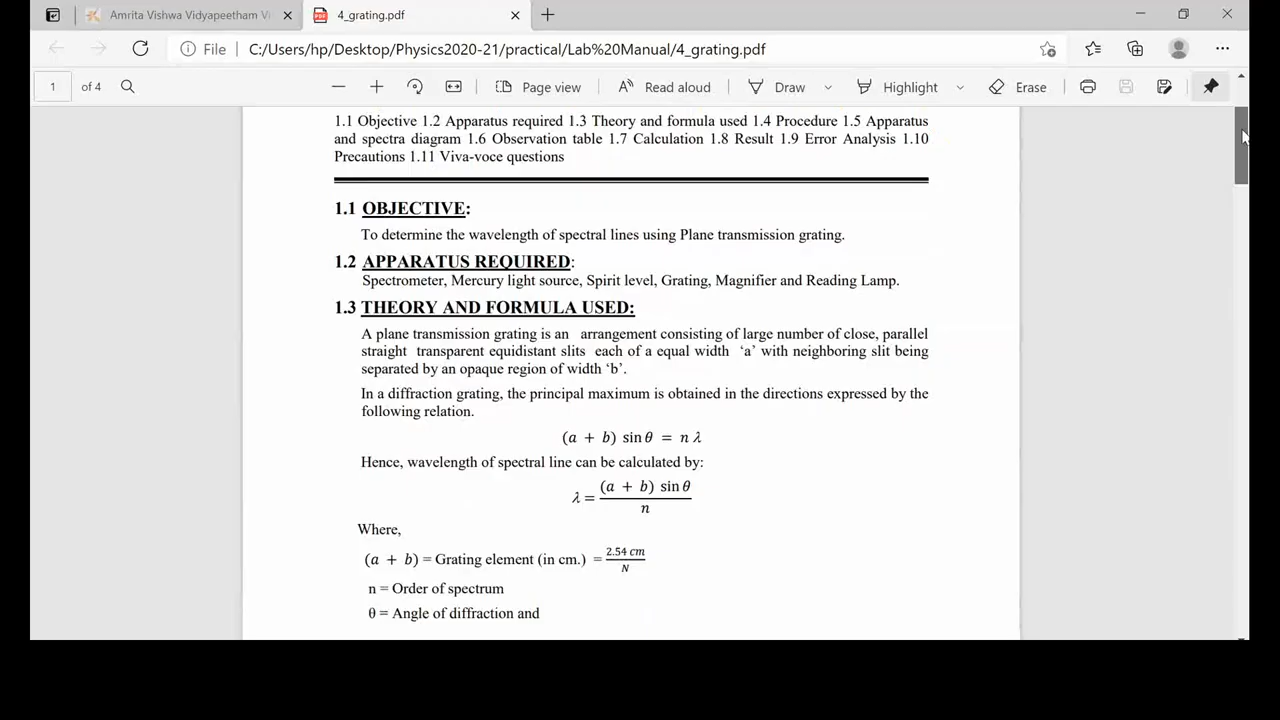 Amrita Vishwa Vidyapeetham Vi
4_grating.pdf
File
C:/Users/hp/Desktop/Physics2020-21/practical/Lab%20Manual/4_grating.pdf
1 of 4
Page view
Read aloud
Draw
Highlight
Erase
1.1 Objective 1.2 Apparatus required 1.3 Theory and formula used 1.4 Procedure 1.5 Apparatus
and spectra diagram 1.6 Observation table 1.7 Calculation 1.8 Result 1.9 Error Analysis 1.10
Precautions 1.11 Viva-voce questions
1.1 OBJECTIVE:
To determine the wavelength of spectral lines using Plane transmission grating.
1.2 APPARATUS REQUIRED:
Spectrometer, Mercury light source, Spirit level, Grating, Magnifier and Reading Lamp.
1.3 THEORY AND FORMULA USED:
A plane transmission grating is an arrangement consisting of large number of close, parallel
straight transparent equidistant slits each of a equal width ‘a’ with neighboring slit being
separated by an opaque region of width ‘b’.
In a diffraction grating, the principal maximum is obtained in the directions expressed by the
following relation.
(a + b) sin θ = n λ
Hence, wavelength of spectral line can be calculated by:
λ = (a + b) sin θ / n
Where,
(a + b) = Grating element (in cm.) = 2.54 cm / N
n = Order of spectrum
θ = Angle of diffraction and